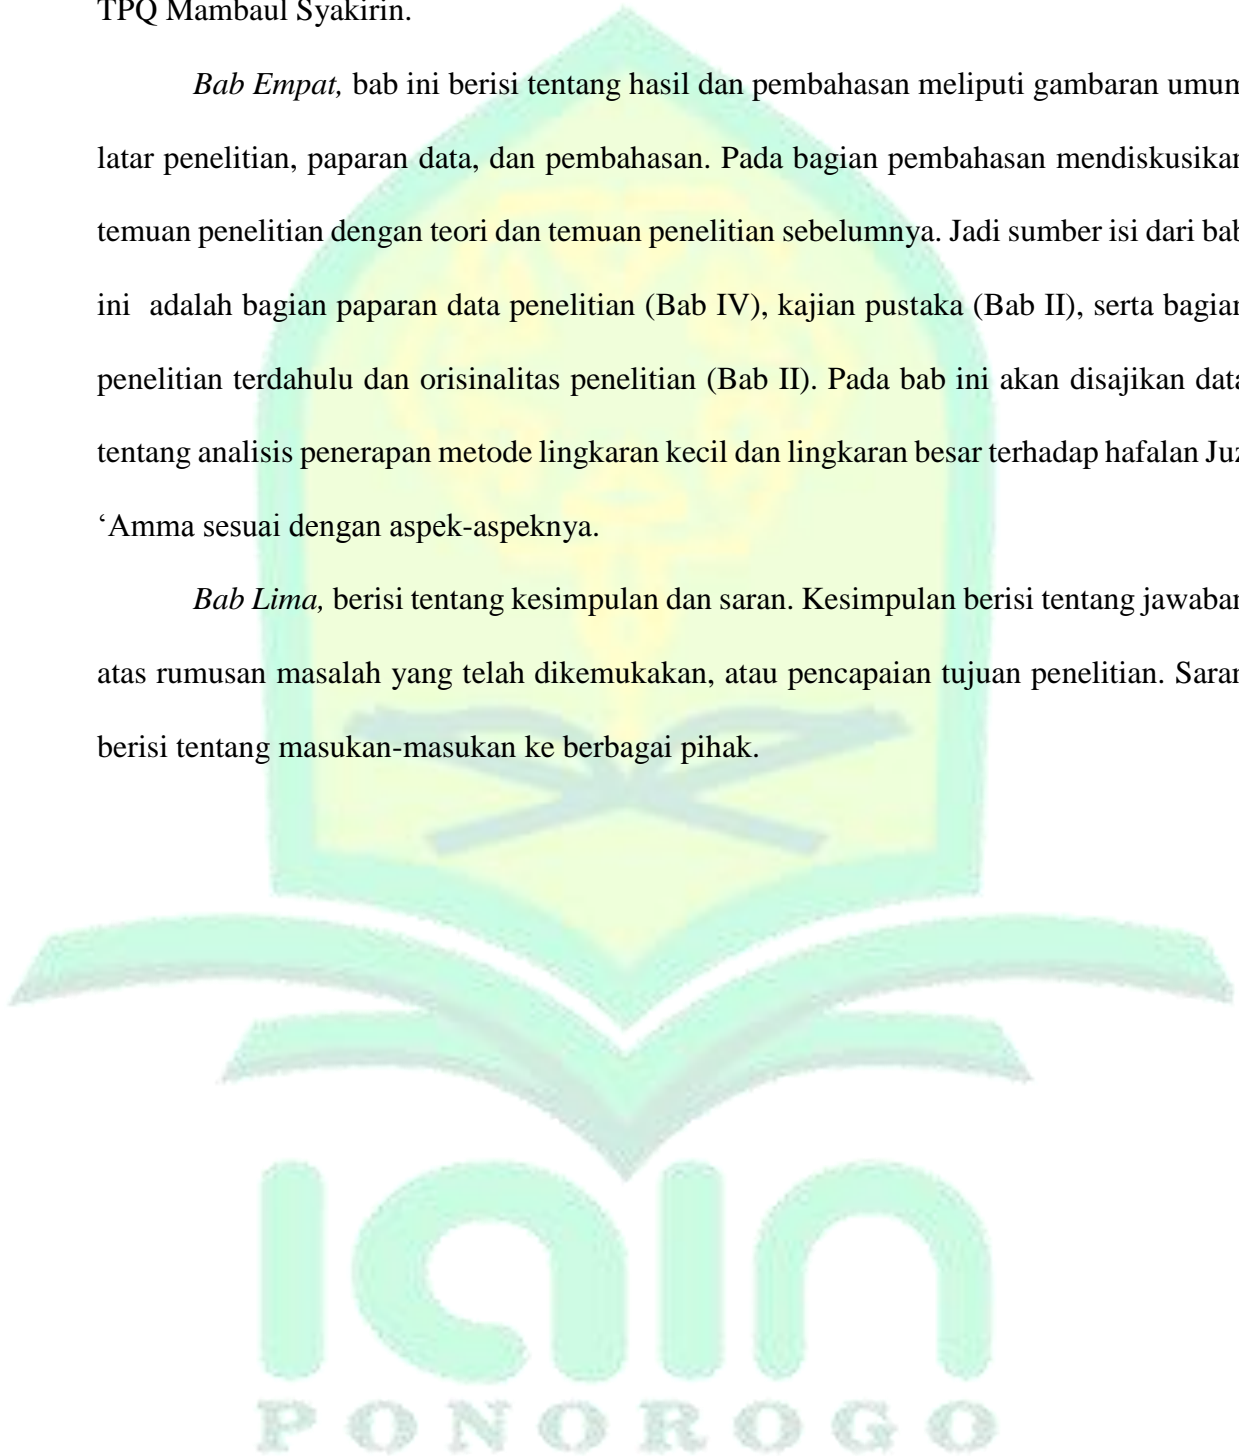 TPQ Mambaul Syakirin.
Bab Empat, bab ini berisi tentang hasil dan pembahasan meliputi gambaran umum
latar penelitian, paparan data, dan pembahasan. Pada bagian pembahasan mendiskusikan
temuan penelitian dengan teori dan temuan penelitian sebelumnya. Jadi sumber isi dari bab
ini adalah bagian paparan data penelitian (Bab IV), kajian pustaka (Bab II), serta bagian
penelitian terdahulu dan orisinalitas penelitian (Bab II). Pada bab ini akan disajikan data
tentang analisis penerapan metode lingkaran kecil dan lingkaran besar terhadap hafalan Juz
‘Amma sesuai dengan aspek-aspeknya.
Bab Lima, berisi tentang kesimpulan dan saran. Kesimpulan berisi tentang jawaban
atas rumusan masalah yang telah dikemukakan, atau pencapaian tujuan penelitian. Saran
berisi tentang masukan-masukan ke berbagai pihak.
iain
PONOROGO